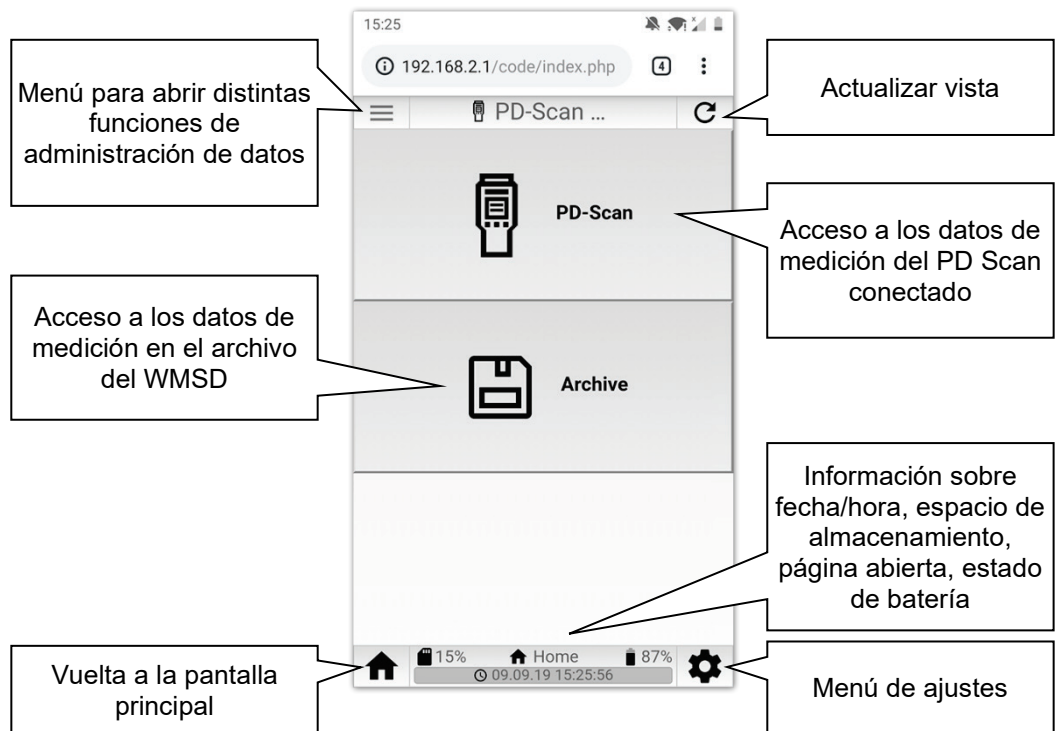 15:25
192.168.2.1/code/index.php
4
Menú para abrir distintas
funciones de
administración de datos
PD-Scan ...
Actualizar vista
PD-Scan
Acceso a los datos de
medición del PD Scan
conectado
Acceso a los datos de
medición en el archivo
del WMSD
Archive
Información sobre
fecha/hora, espacio de
almacenamiento,
página abierta, estado
de batería
Vuelta a la pantalla
principal
15% Home 87%
09.09.19 15:25:56
Menú de ajustes